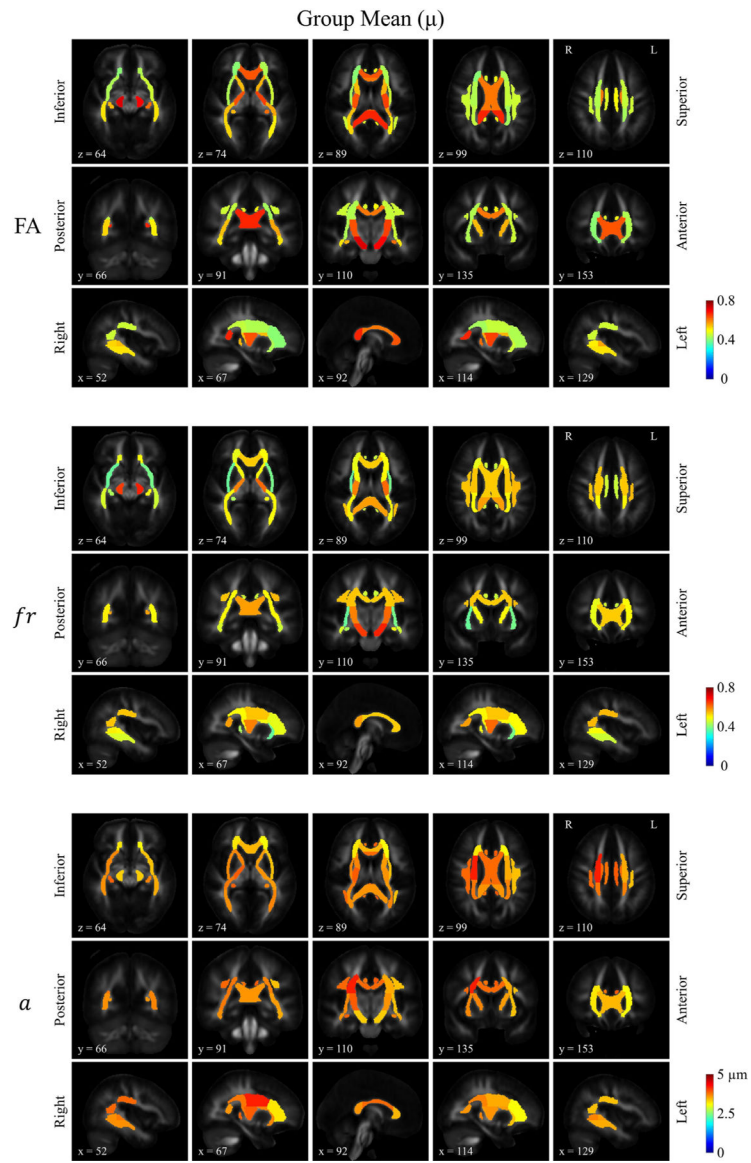 Group Mean (μ)
R L
Inferior Superior
z = 64 z = 74 z = 89 z = 99 z = 110
FA
Posterior Anterior
y = 66 y = 91 y = 110 y = 135 y = 153
0.8
0.4
0
Right Left
x = 52 x = 67 x = 92 x = 114 x = 129
R L
Inferior Superior
z = 64 z = 74 z = 89 z = 99 z = 110
fr
Posterior Anterior
y = 66 y = 91 y = 110 y = 135 y = 153
0.8
0.4
0
Right Left
x = 52 x = 67 x = 92 x = 114 x = 129
R L
Inferior Superior
z = 64 z = 74 z = 89 z = 99 z = 110
a
Posterior Anterior
y = 66 y = 91 y = 110 y = 135 y = 153
5 μm
2.5
0
Right Left
x = 52 x = 67 x = 92 x = 114 x = 129